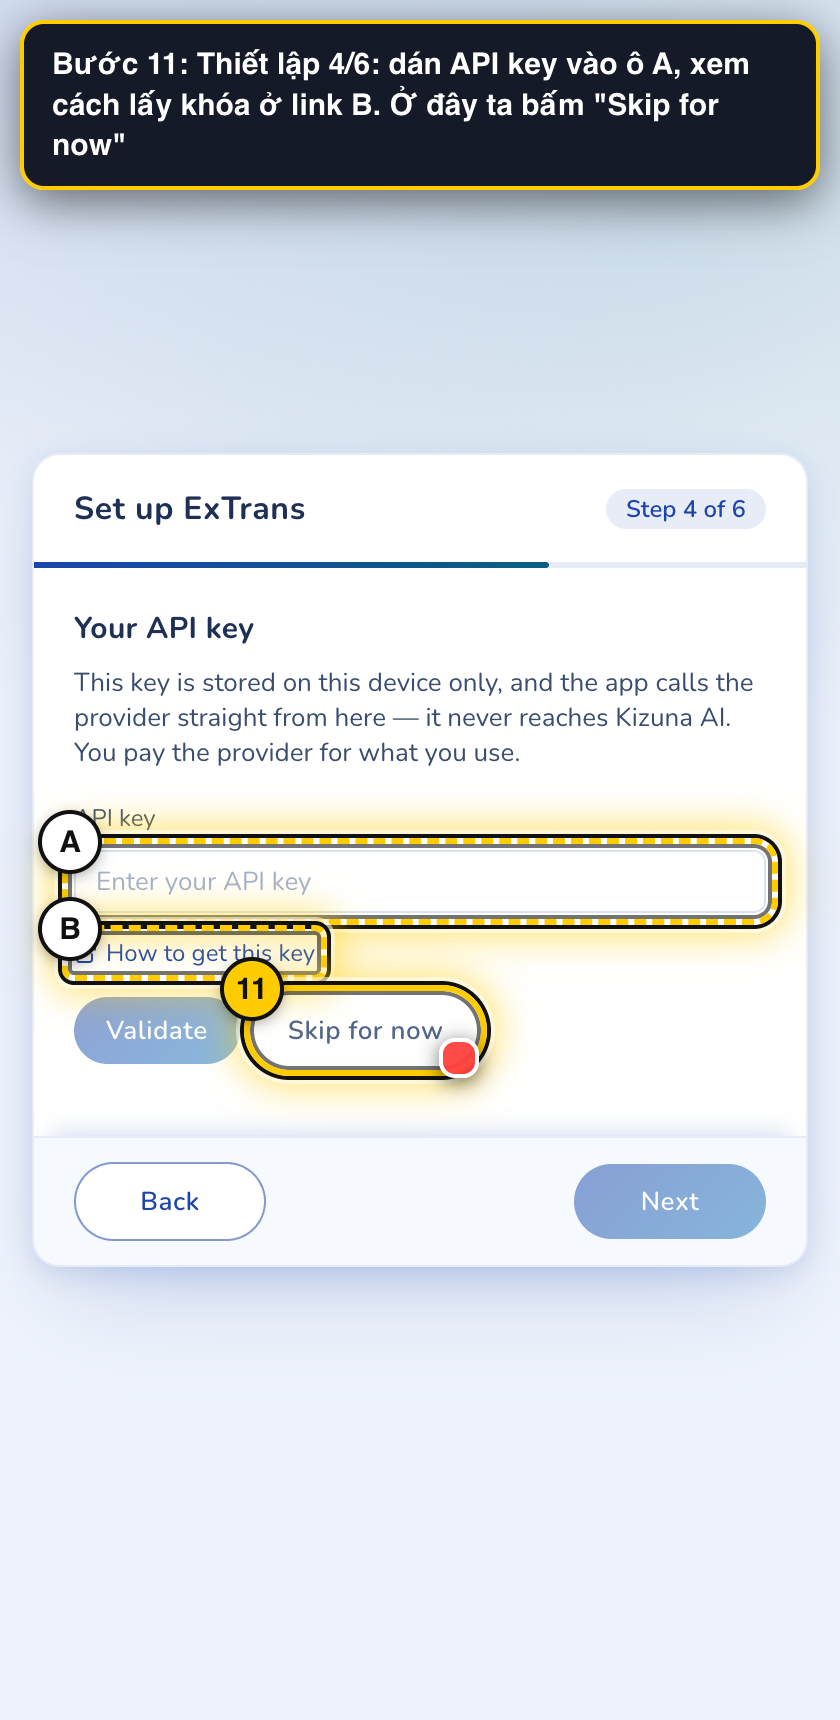 Bước 11: Thiết lập 4/6: dán API key vào ô A, xem
cách lấy khóa ở link B. Ở đây ta bấm "Skip for
now"
Set up ExTrans
Step 4 of 6
Your API key
This key is stored on this device only, and the app calls the
provider straight from here — it never reaches Kizuna AI.
You pay the provider for what you use.
API key
A
Enter your API key
B
How to get this key
11
Validate
Skip for now
Back
Next